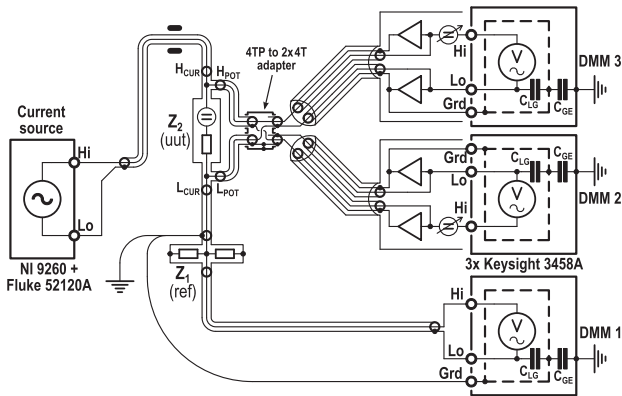 4TP to 2x4T
adapter
H_CUR
H_POT
Hi
Lo
Grd
V
C_LG
C_GE
DMM 3
Current
source
Hi
Lo
NI 9260 +
Fluke 52120A
Z_2
(uut)
L_CUR
L_POT
Grd
Lo
Hi
C_LG
C_GE
V
DMM 2
3x Keysight 3458A
Z_1
(ref)
Hi
Lo
Grd
V
C_LG
C_GE
DMM 1
N
N